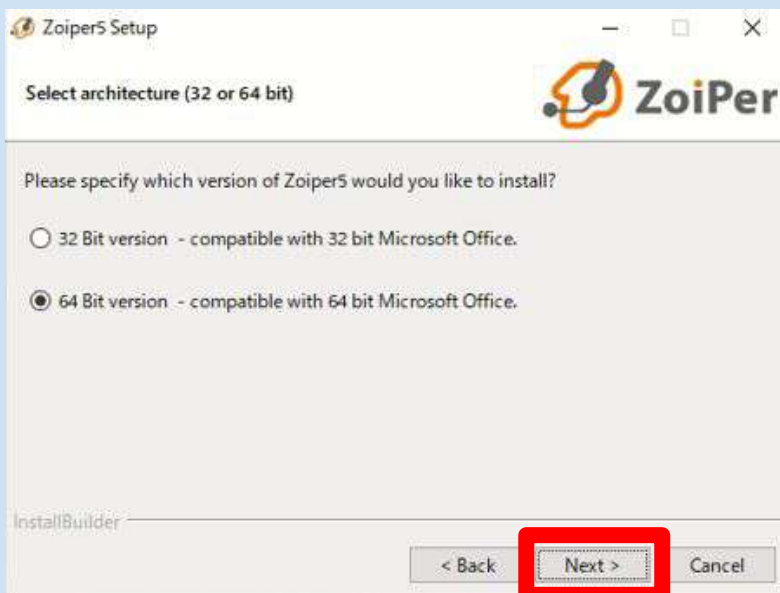 Zoiper5 Setup
Select architecture (32 or 64 bit)
ZoiPer
Please specify which version of Zoiper5 would you like to install?
32 Bit version - compatible with 32 bit Microsoft Office.
64 Bit version - compatible with 64 bit Microsoft Office.
InstallBuilder
< Back Next > Cancel